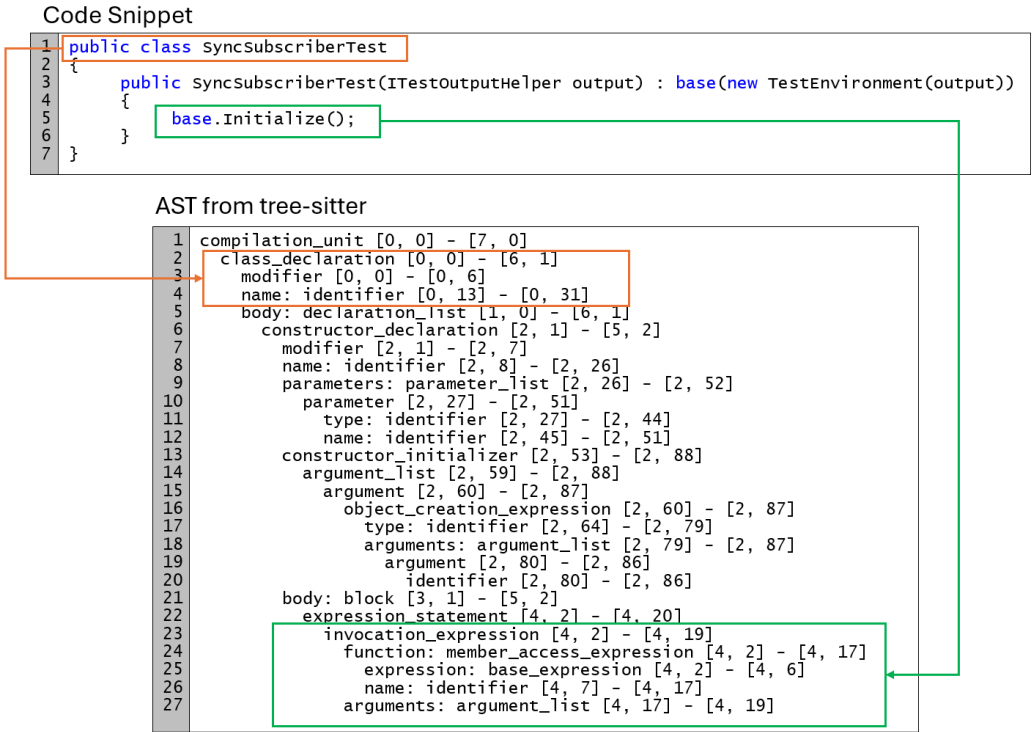 Code Snippet
1 public class SyncSubscriberTest
2 {
3 public SyncSubscriberTest(ITestOutputHelper output) : base(new TestEnvironment(output))
4 {
5 base.Initialize();
6 }
7 }
AST from tree-sitter
1 compilation_unit [0, 0] - [7, 0]
2 class_declaration [0, 0] - [6, 1]
3 modifier [0, 0] - [0, 6]
4 name: identifier [0, 13] - [0, 31]
5 body: declaration_list [1, 0] - [6, 1]
6 constructor_declaration [2, 1] - [5, 2]
7 modifier [2, 1] - [2, 7]
8 name: identifier [2, 8] - [2, 26]
9 parameters: parameter_list [2, 26] - [2, 52]
10 parameter [2, 27] - [2, 51]
11 type: identifier [2, 27] - [2, 44]
12 name: identifier [2, 45] - [2, 51]
13 constructor_initializer [2, 53] - [2, 88]
14 argument_list [2, 59] - [2, 88]
15 argument [2, 60] - [2, 87]
16 object_creation_expression [2, 60] - [2, 87]
17 type: identifier [2, 64] - [2, 79]
18 arguments: argument_list [2, 79] - [2, 87]
19 argument [2, 80] - [2, 86]
20 identifier [2, 80] - [2, 86]
21 body: block [3, 1] - [5, 2]
22 expression_statement [4, 2] - [4, 20]
23 invocation_expression [4, 2] - [4, 19]
24 function: member_access_expression [4, 2] - [4, 17]
25 expression: base_expression [4, 2] - [4, 6]
26 name: identifier [4, 7] - [4, 17]
27 arguments: argument_list [4, 17] - [4, 19]